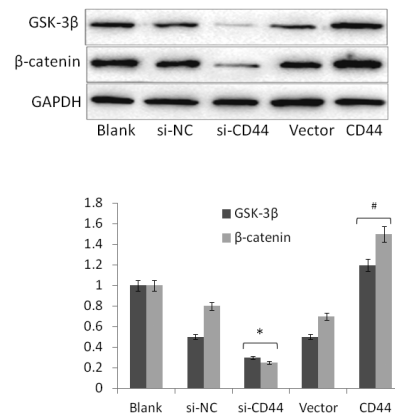 GSK-3β
β-catenin
GAPDH
Blank si-NC si-CD44 Vector CD44
1.8
1.6
1.4
1.2
1
0.8
0.6
0.4
0.2
0
GSK-3β
β-catenin
*
#
Blank si-NC si-CD44 Vector CD44